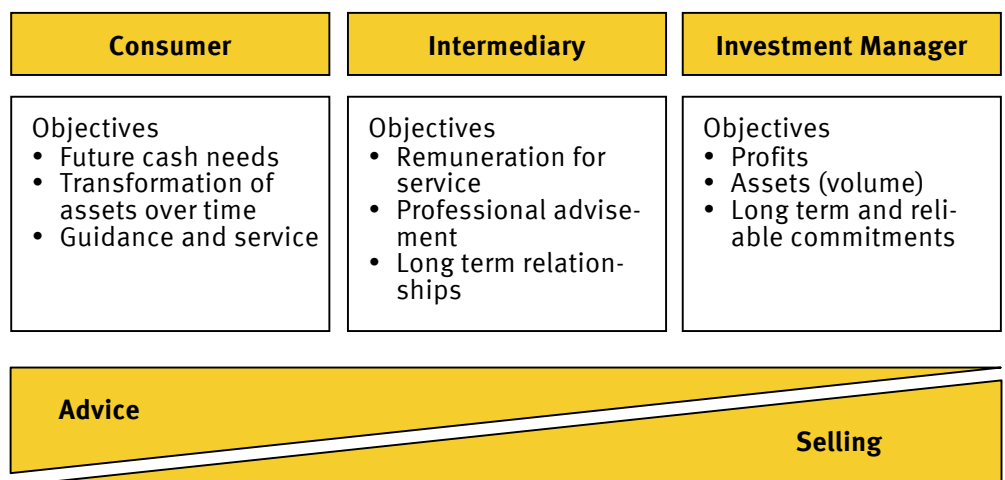 Consumer
Intermediary
Investment Manager
Objectives
• Future cash needs
• Transformation of
assets over time
• Guidance and service
Objectives
• Remuneration for
service
• Professional advise-
ment
• Long term relation-
ships
Objectives
• Profits
• Assets (volume)
• Long term and reli-
able commitments
Advice
Selling